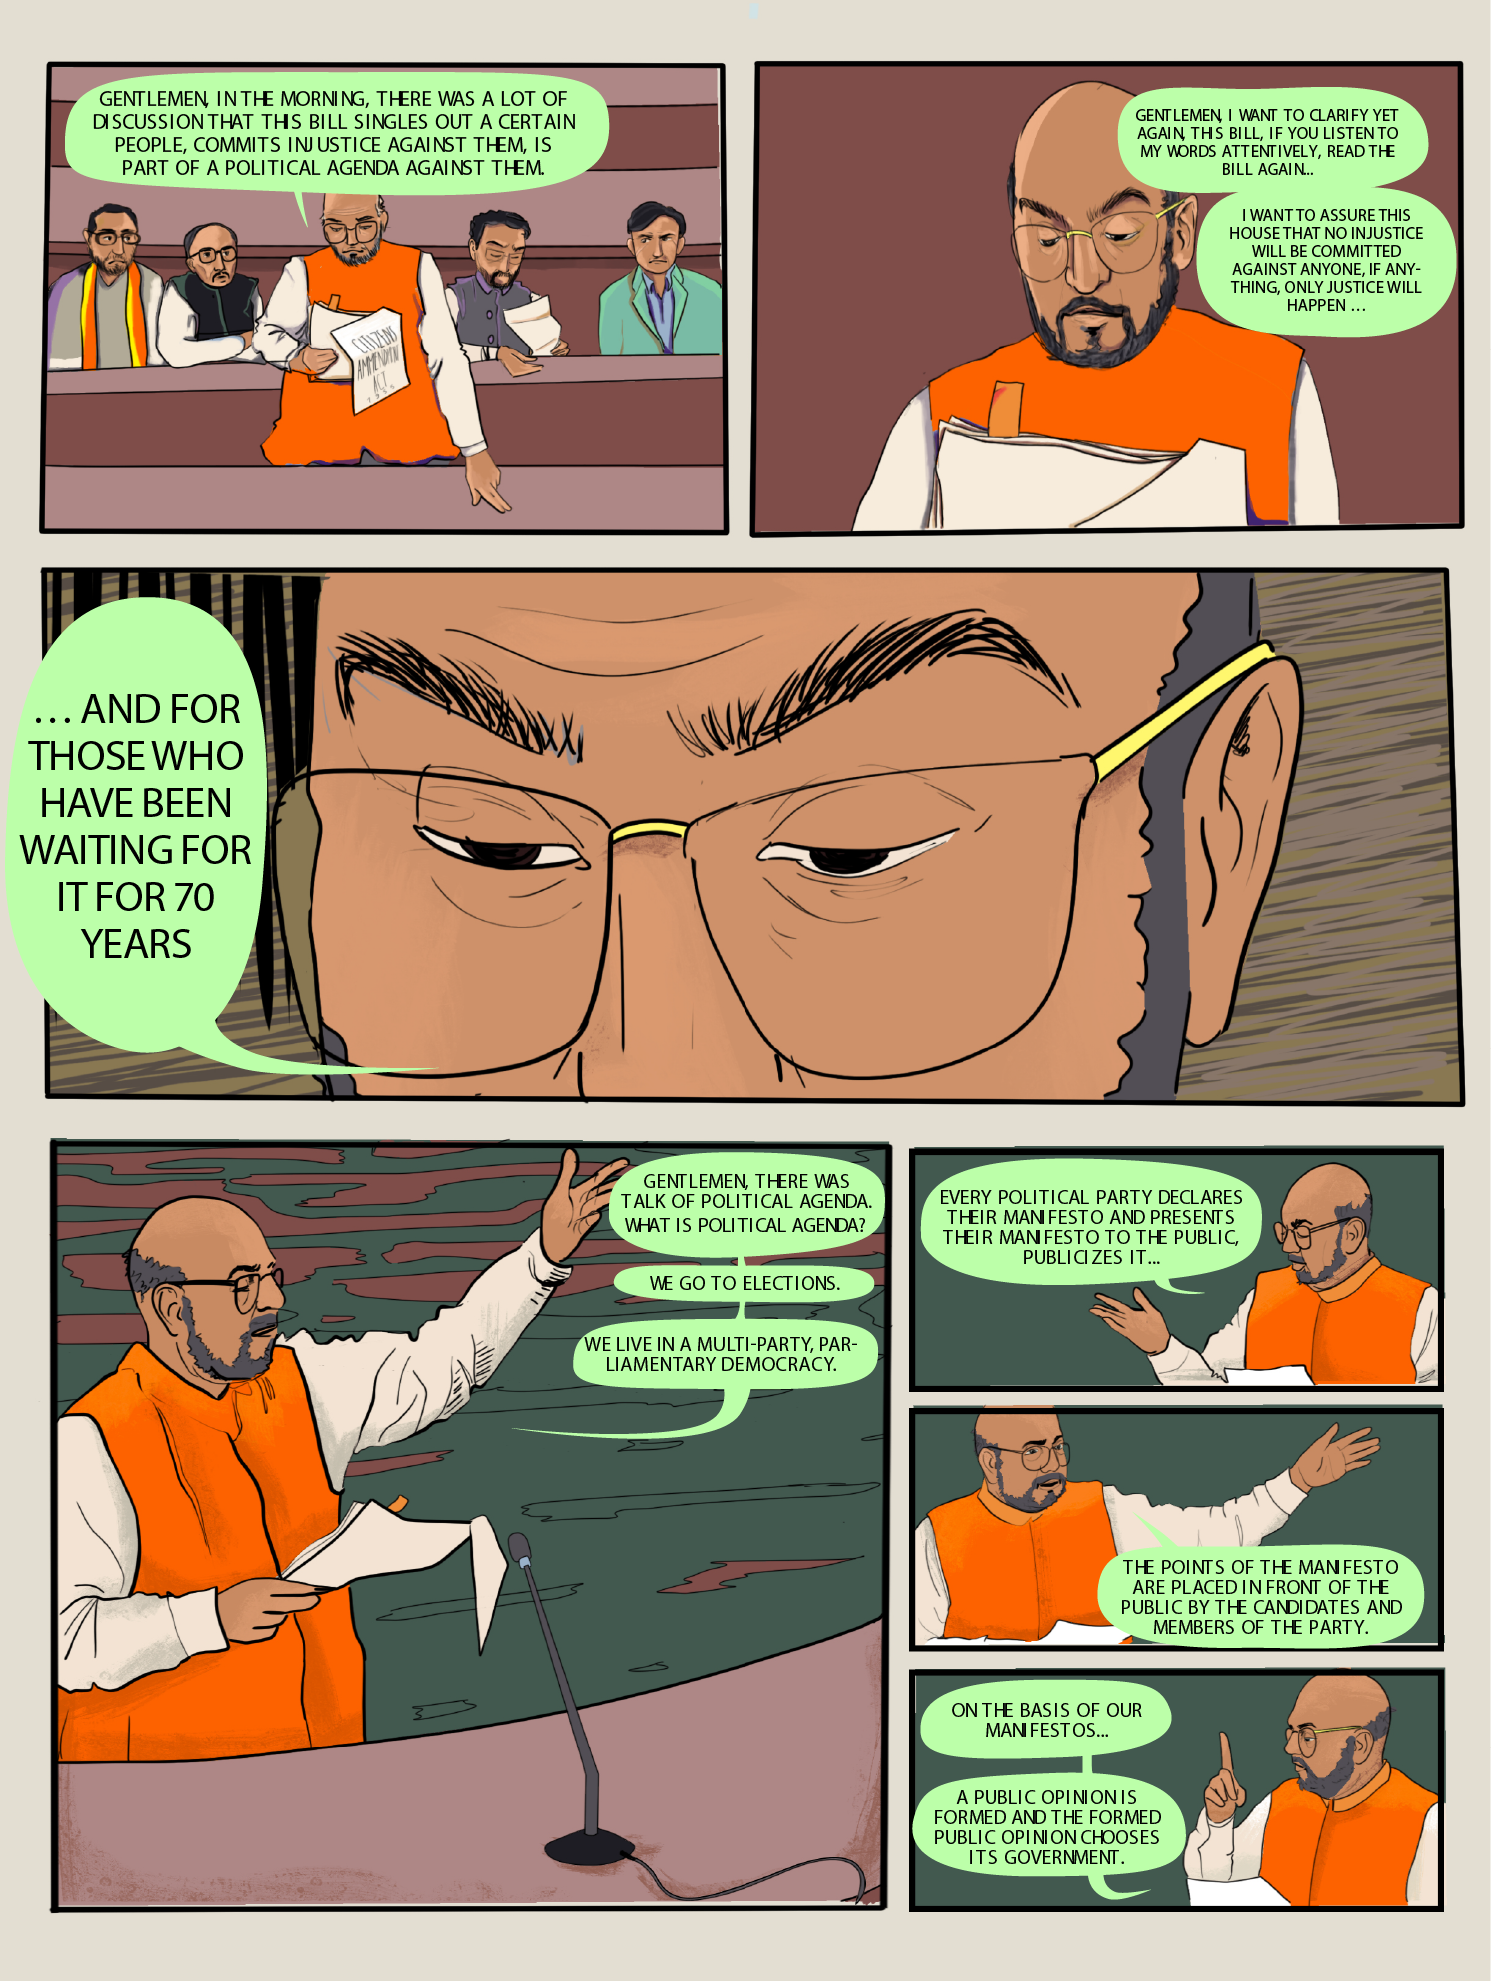 GENTLEMEN, IN THE MORNING, THERE WAS A LOT OF
DISCUSSION THAT THIS BILL SINGLES OUT A CERTAIN
PEOPLE, COMMITS INJUSTICE AGAINST THEM, IS
PART OF A POLITICAL AGENDA AGAINST THEM.
CITIZENS
AMMENDMENT
ACT
GENTLEMEN, I WANT TO CLARIFY YET
AGAIN, THIS BILL, IF YOU LISTEN TO
MY WORDS ATTENTIVELY, READ THE
BILL AGAIN...
I WANT TO ASSURE THIS
HOUSE THAT NO INJUSTICE
WILL BE COMMITTED
AGAINST ANYONE, IF ANY-
THING, ONLY JUSTICE WILL
HAPPEN ...
... AND FOR
THOSE WHO
HAVE BEEN
WAITING FOR
IT FOR 70
YEARS
GENTLEMEN, THERE WAS
TALK OF POLITICAL AGENDA.
WHAT IS POLITICAL AGENDA?
WE GO TO ELECTIONS.
WE LIVE IN A MULTI-PARTY, PAR-
LIAMENTARY DEMOCRACY.
EVERY POLITICAL PARTY DECLARES
THEIR MANIFESTO AND PRESENTS
THEIR MANIFESTO TO THE PUBLIC,
PUBLICIZES IT...
THE POINTS OF THE MANIFESTO
ARE PLACED IN FRONT OF THE
PUBLIC BY THE CANDIDATES AND
MEMBERS OF THE PARTY.
ON THE BASIS OF OUR
MANIFESTOS...
A PUBLIC OPINION IS
FORMED AND THE FORMED
PUBLIC OPINION CHOOSES
ITS GOVERNMENT.